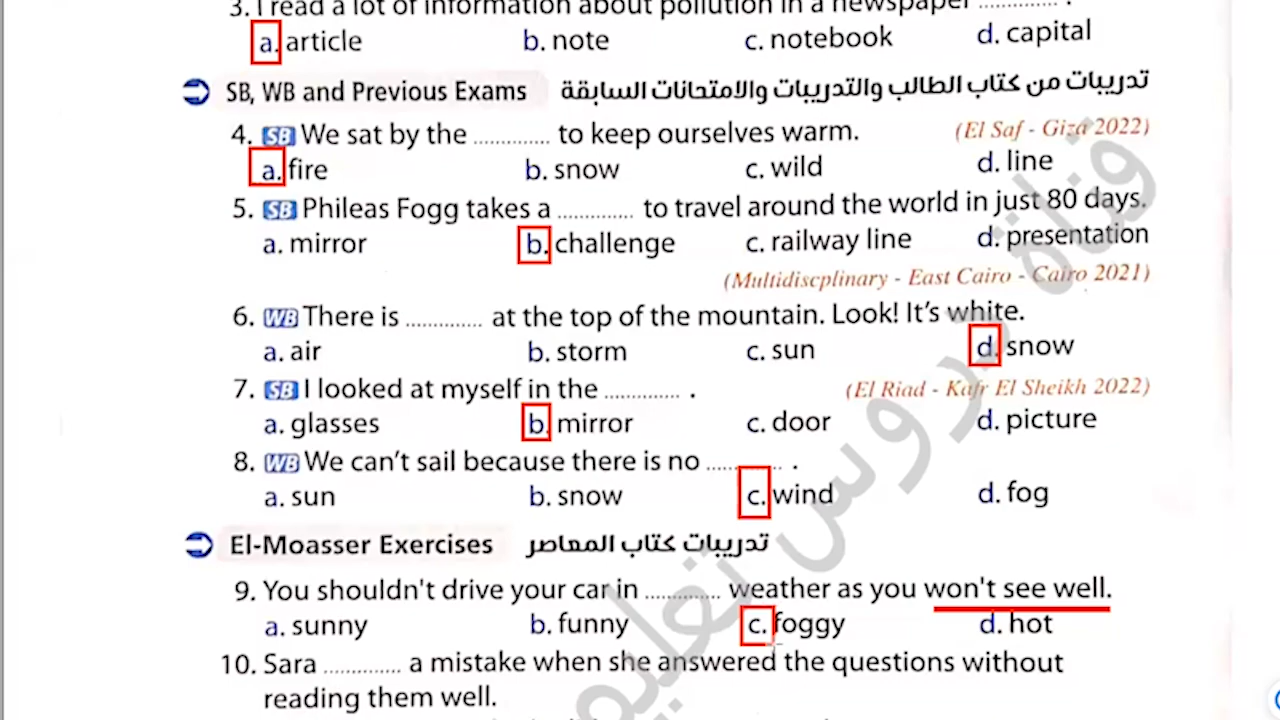 3. I read a lot of information about pollution in a newspaper .............. .
a. article b. note c. notebook d. capital
SB, WB and Previous Exams تدريبات من كتاب الطالب والتدريبات والامتحانات السابقة
4. SB We sat by the .............. to keep ourselves warm. (El Saf - Giza 2022)
a. fire b. snow c. wild d. line
5. SB Phileas Fogg takes a .............. to travel around the world in just 80 days.
a. mirror b. challenge c. railway line d. presentation
(Multidiscplinary - East Cairo - Cairo 2021)
6. WB There is .............. at the top of the mountain. Look! It's white.
a. air b. storm c. sun d. snow
7. SB I looked at myself in the .............. . (El Riad - Kafr El Sheikh 2022)
a. glasses b. mirror c. door d. picture
8. WB We can't sail because there is no .............. .
a. sun b. snow c. wind d. fog
El-Moasser Exercises تدريبات كتاب المعاصر
9. You shouldn't drive your car in .............. weather as you won't see well.
a. sunny b. funny c. foggy d. hot
10. Sara .............. a mistake when she answered the questions without
reading them well.
قناة دروس تعليم